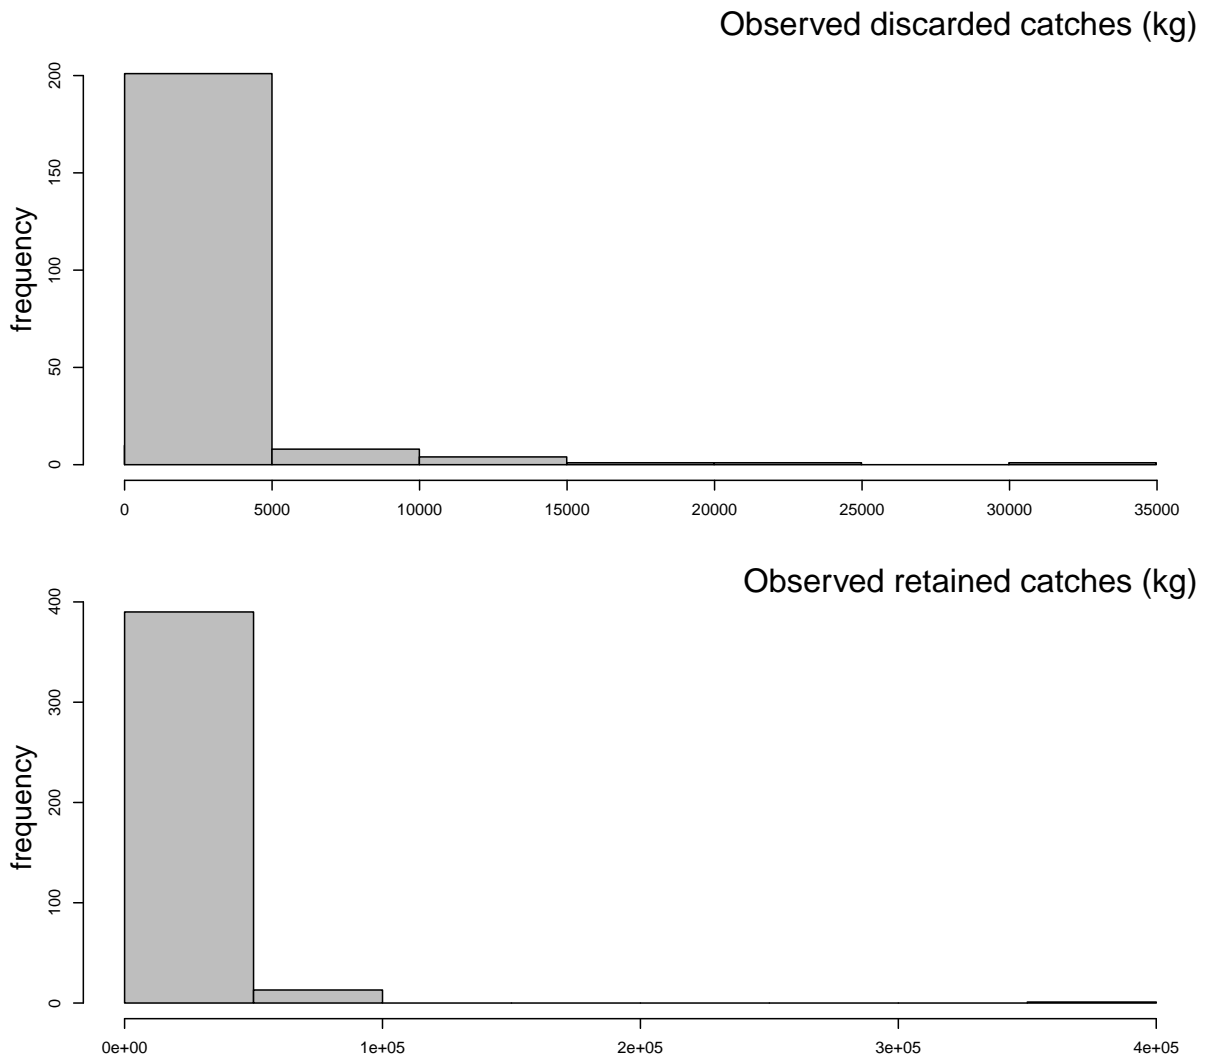 Observed discarded catches (kg)
frequency
200
150
100
50
0
0 5000 10000 15000 20000 25000 30000 35000
Observed retained catches (kg)
frequency
400
300
200
100
0
0e+00 1e+05 2e+05 3e+05 4e+05